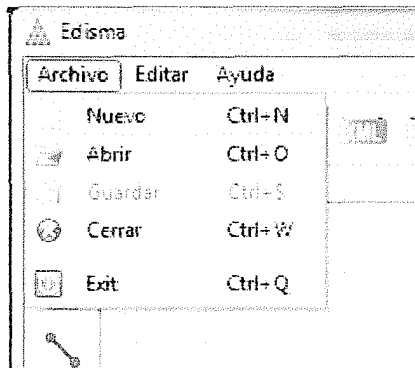 Edisma
Archivo Editar Ayuda
Nuevo Ctrl+N
Abrir Ctrl+O
Guardar Ctrl+S
Cerrar Ctrl+W
Exit Ctrl+Q